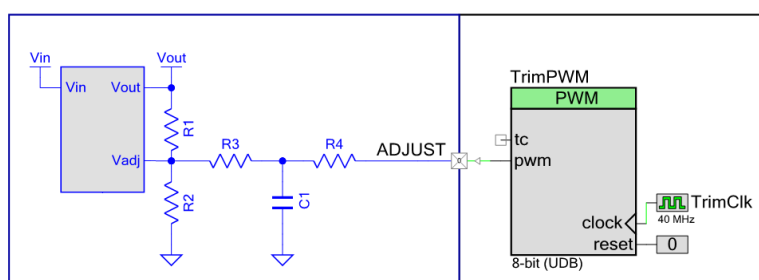 Vin
Vout
Vin
Vout
Vadj
R1
R2
R3
R4
C1
ADJUST
TrimPWM
PWM
tc
pwm
clock
reset
8-bit (UDB)
TrimClk
40 MHz
0